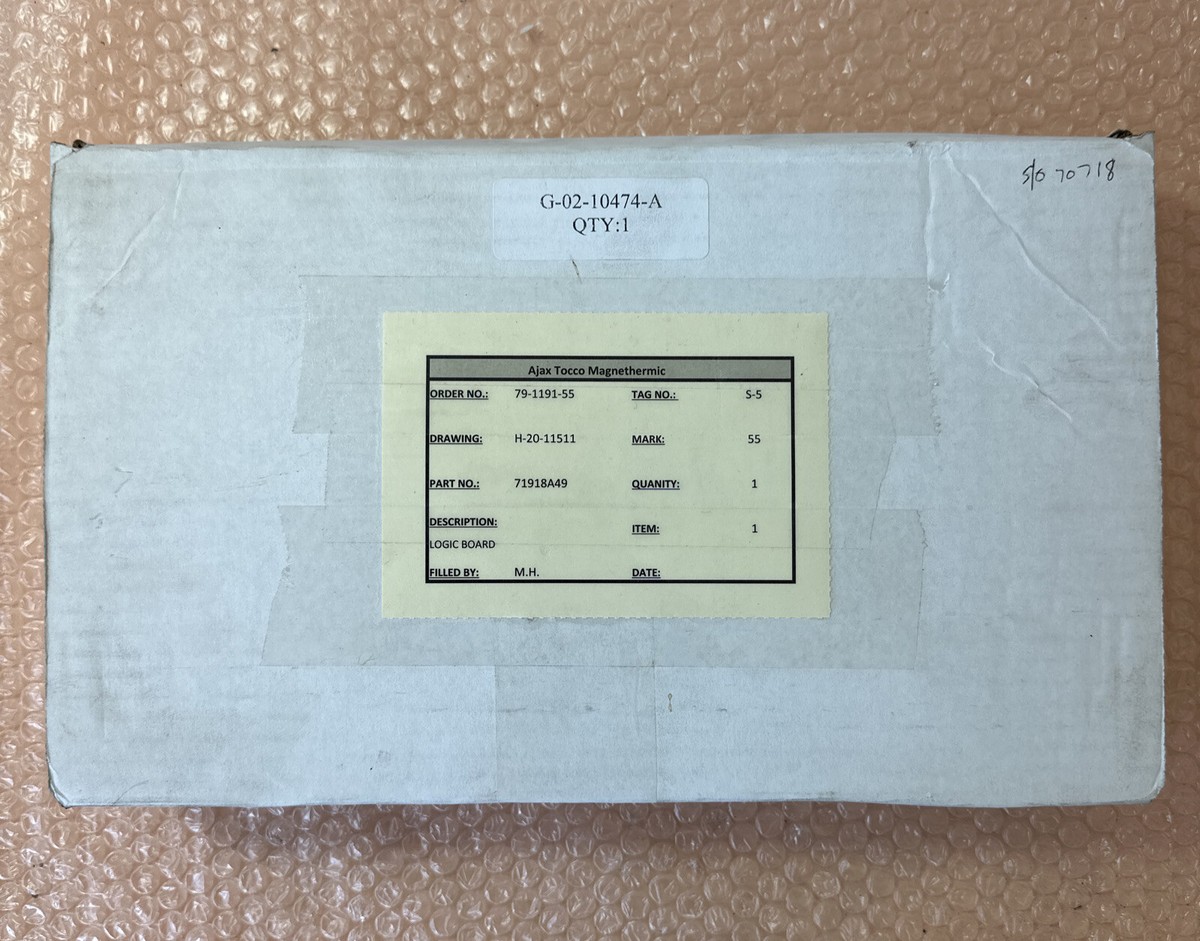 S/O 70718
G-02-10474-A
QTY:1
Ajax Tocco Magnethermic
ORDER NO.: 79-1191-55 TAG NO.: S-5
DRAWING: H-20-11511 MARK: 55
PART NO.: 71918A49 QUANITY: 1
DESCRIPTION: ITEM: 1
LOGIC BOARD
FILLED BY: M.H. DATE: